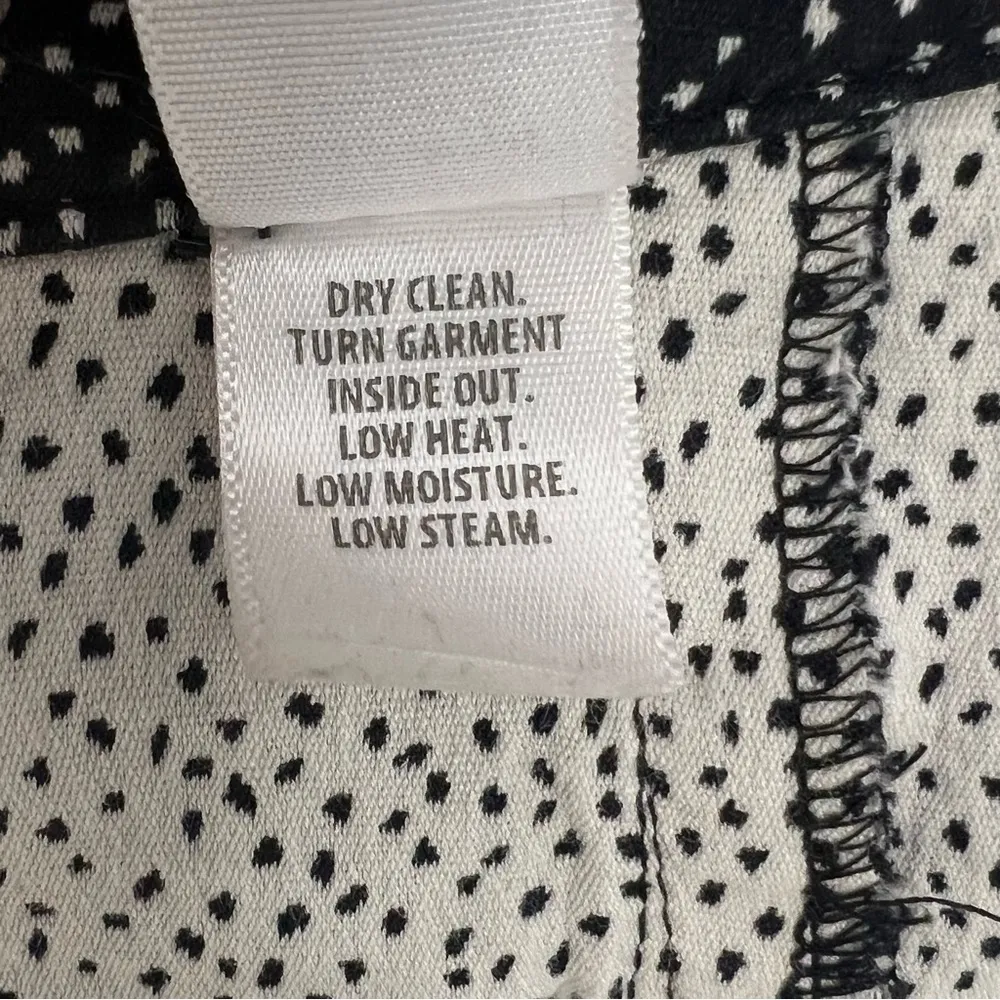 DRY CLEAN.
TURN GARMENT
INSIDE OUT.
LOW HEAT.
LOW MOISTURE.
LOW STEAM.